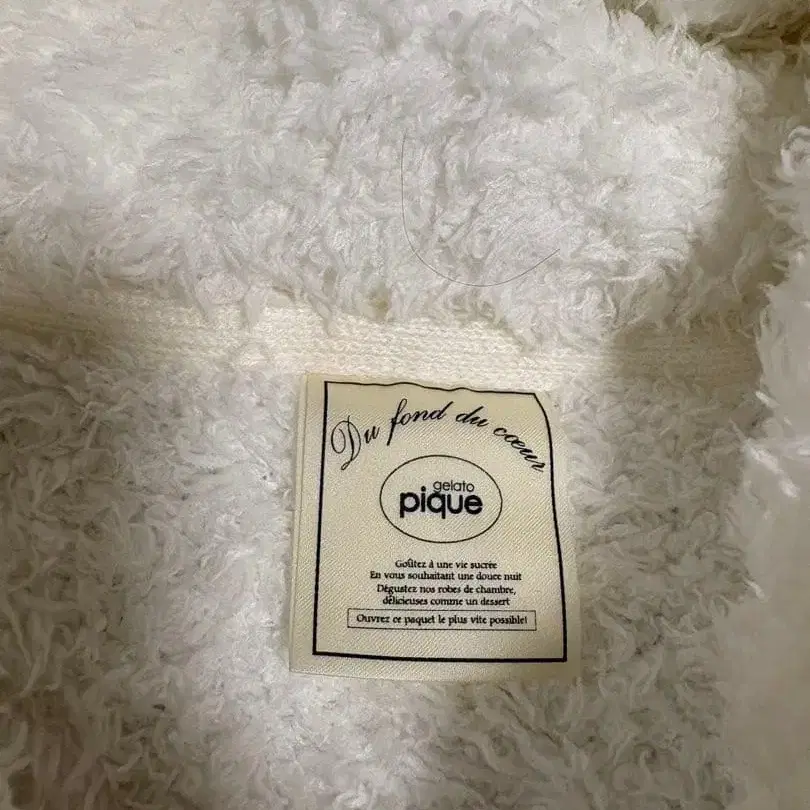 Du fond du cœur
gelato
pique
Goûtez à une vie sucrée
En vous souhaitant une douce nuit
Dégustez nos robes de chambre,
délicieuses comme un dessert
Ouvrez ce paquet le plus vite possible!